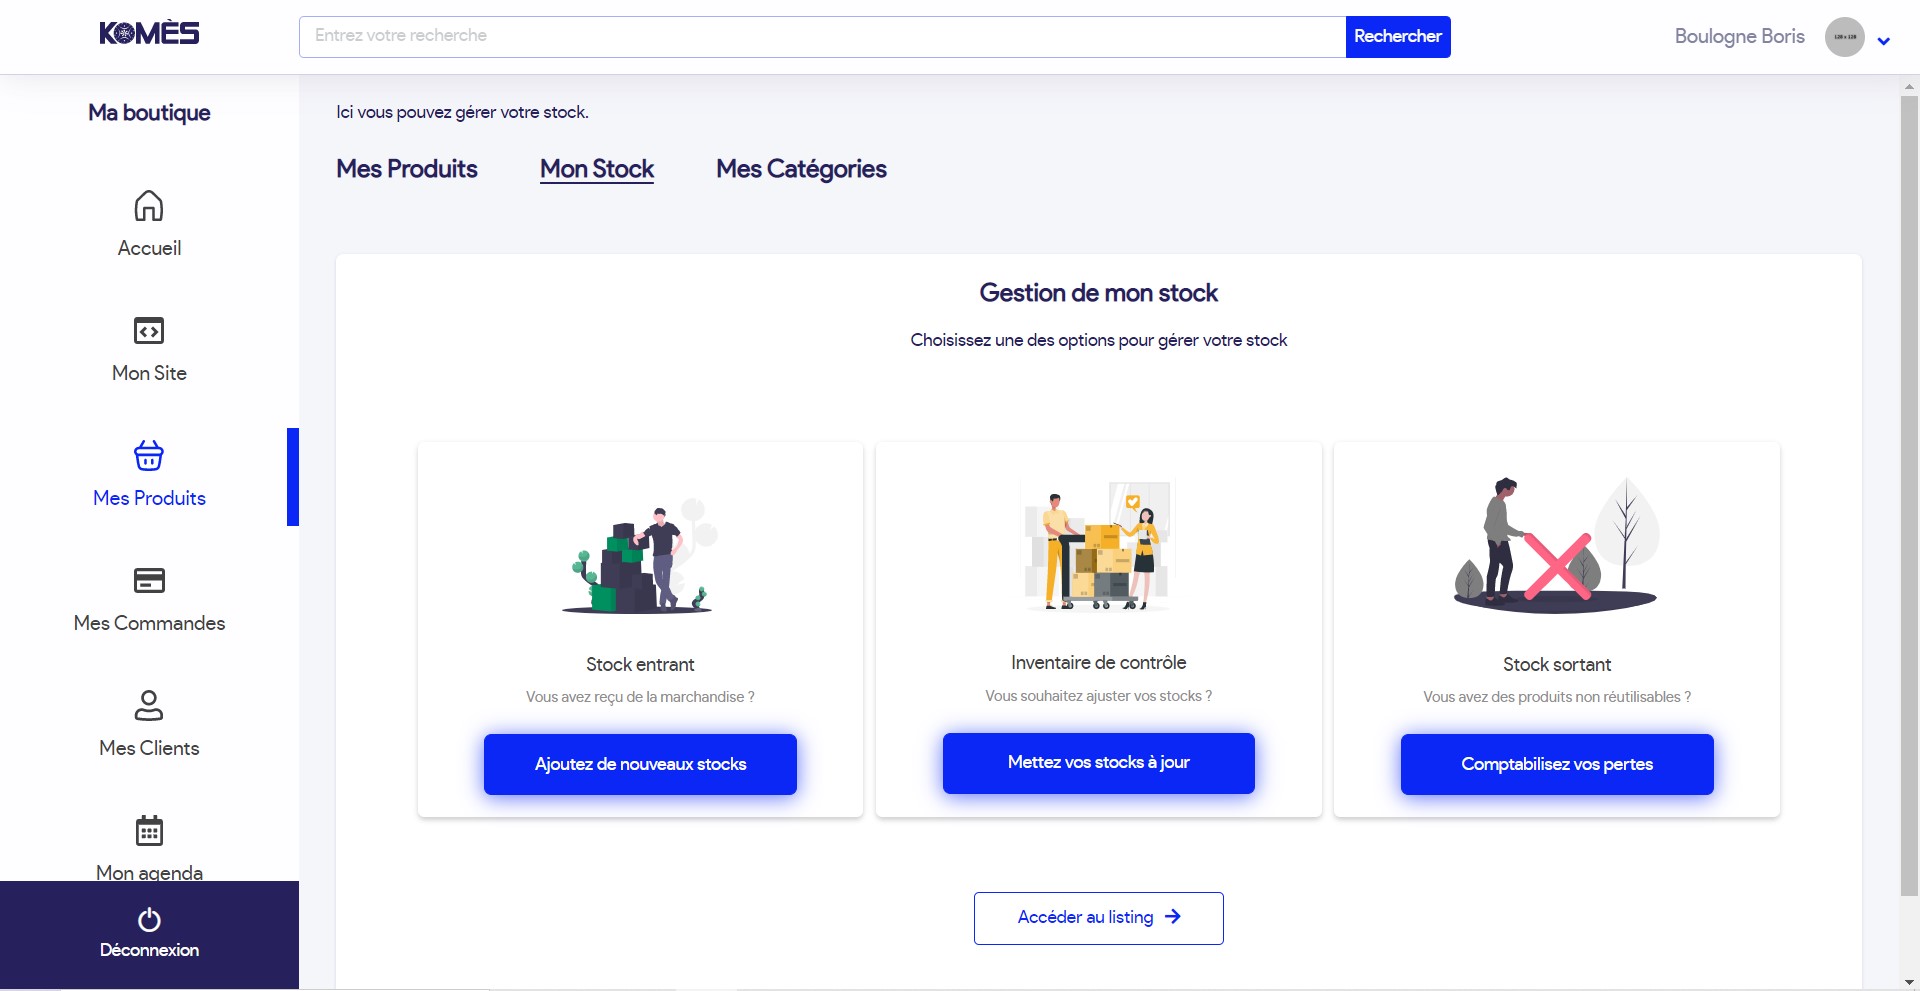 KOMÈS
Entrez votre recherche
Rechercher
Boulogne Boris
Ma boutique
Accueil
Mon Site
Mes Produits
Mes Commandes
Mes Clients
Mon agenda
Déconnexion
Ici vous pouvez gérer votre stock.
Mes Produits
Mon Stock
Mes Catégories
Gestion de mon stock
Choisissez une des options pour gérer votre stock
Stock entrant
Vous avez reçu de la marchandise ?
Ajoutez de nouveaux stocks
Inventaire de contrôle
Vous souhaitez ajuster vos stocks ?
Mettez vos stocks à jour
Stock sortant
Vous avez des produits non réutilisables ?
Comptabilisez vos pertes
Accéder au listing